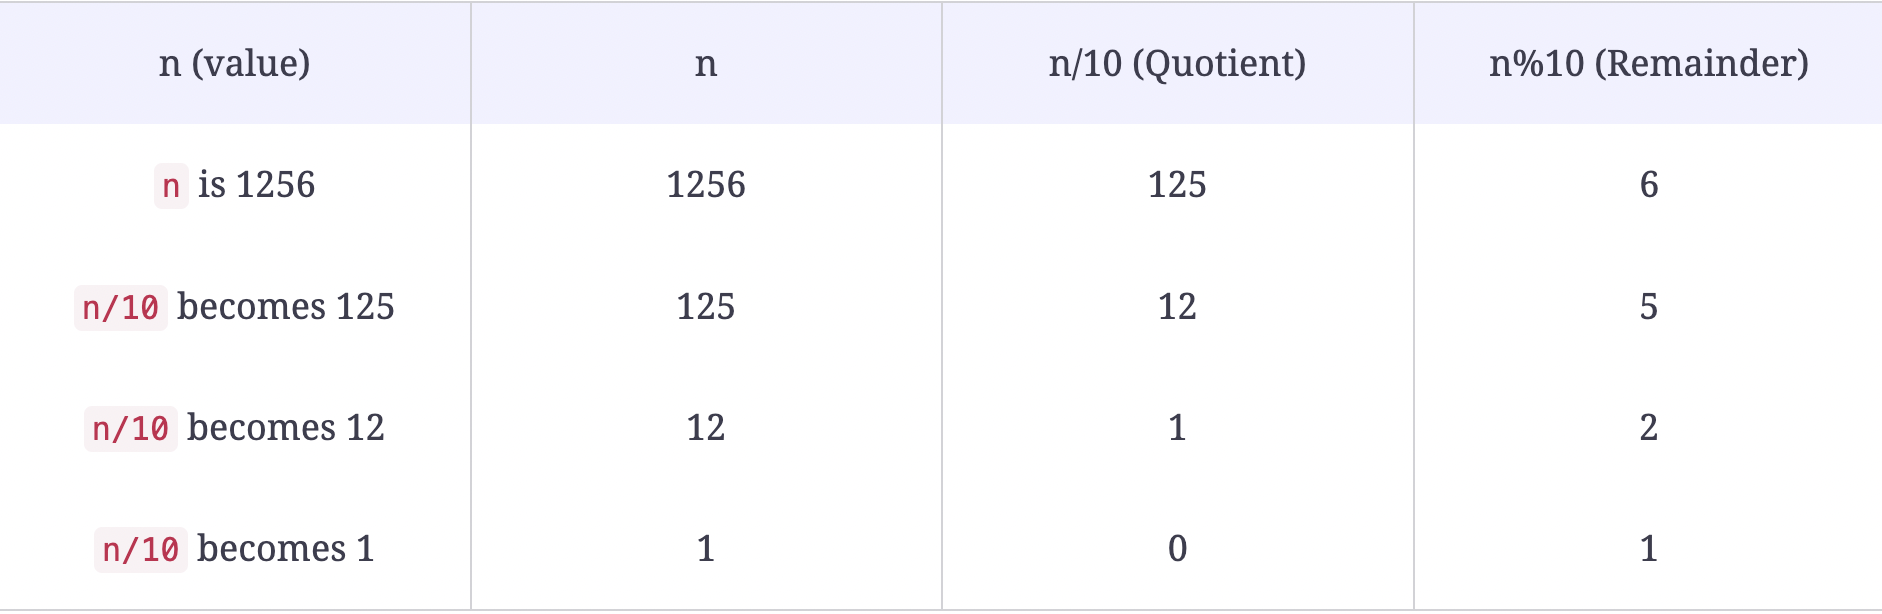 n (value) n n/10 (Quotient) n%10 (Remainder)
n is 1256 1256 125 6
n/10 becomes 125 125 12 5
n/10 becomes 12 12 1 2
n/10 becomes 1 1 0 1